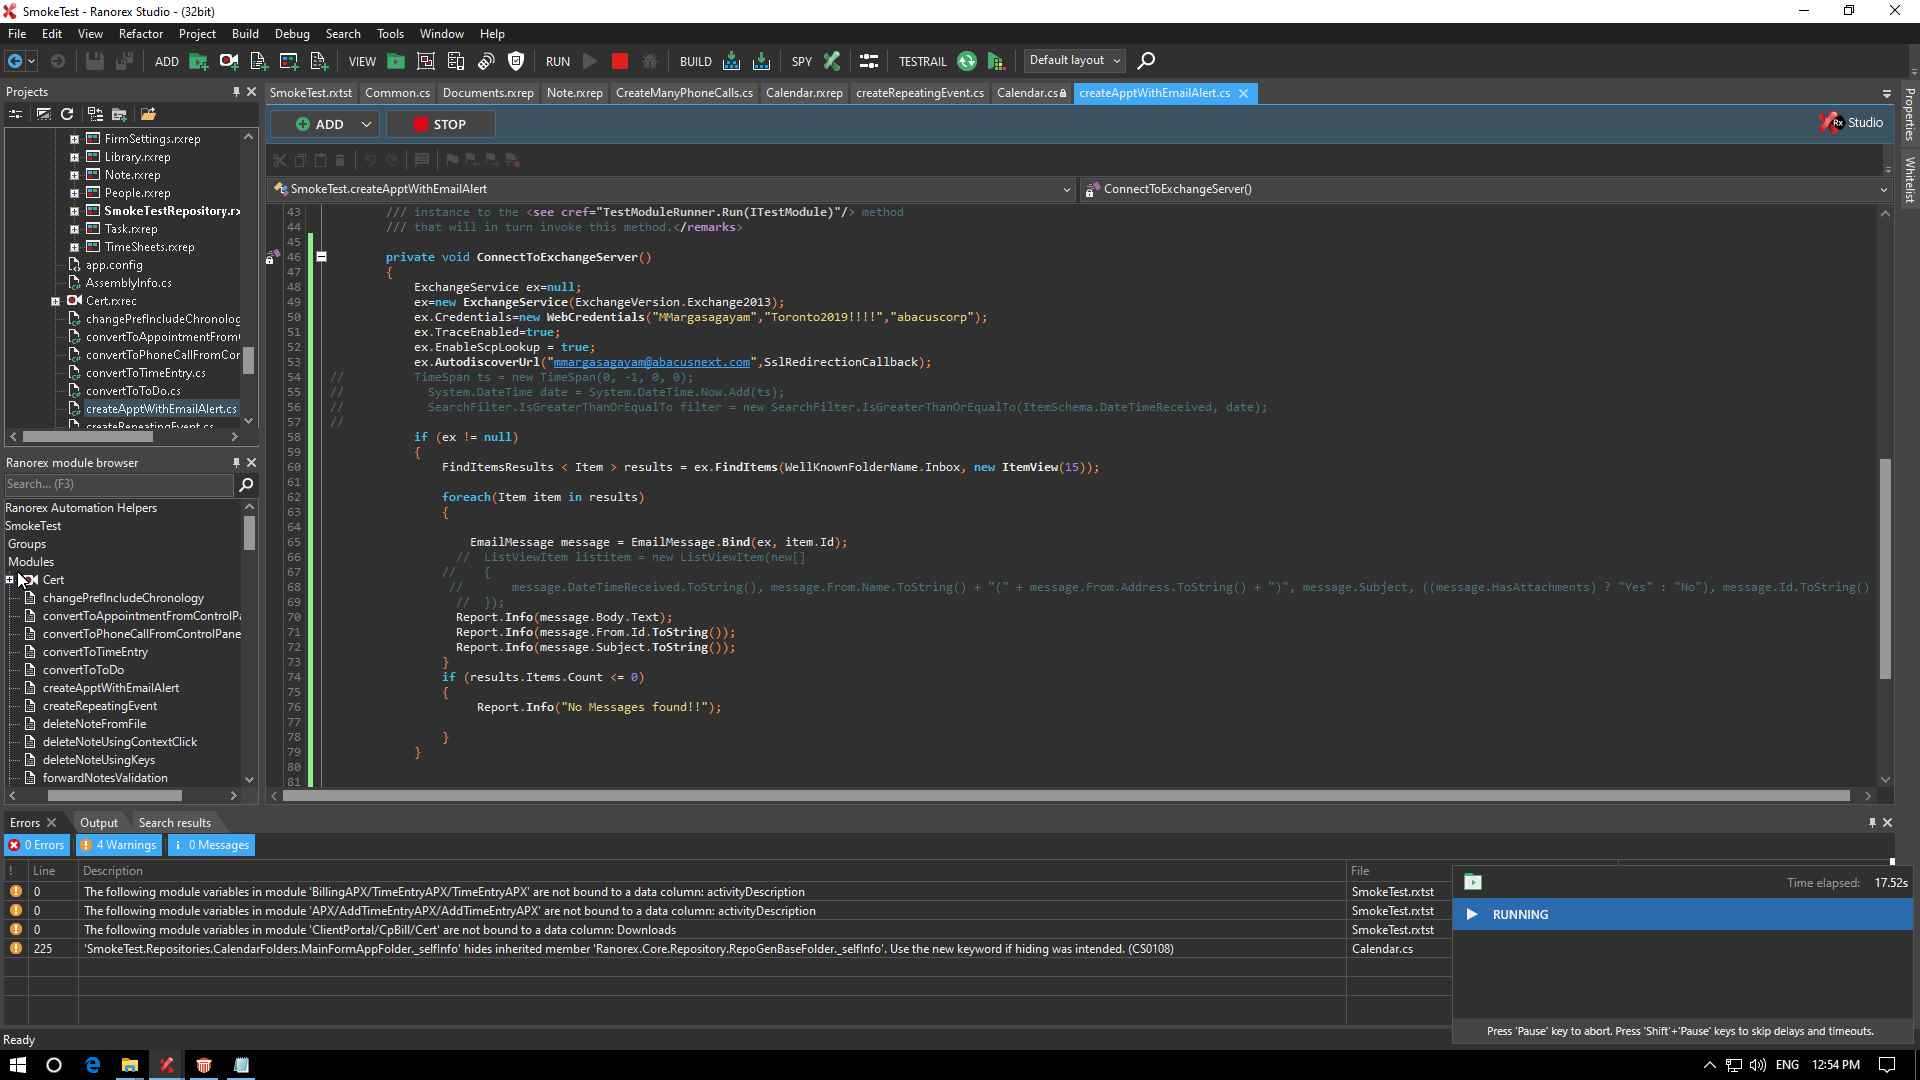 SmokeTest - Ranorex Studio - (32bit)
File Edit View Refactor Project Build Debug Search Tools Window Help
ADD VIEW RUN BUILD SPY TESTRAIL Default layout
Projects
SmokeTest.rxtst Common.cs Documents.rxrep Note.rxrep CreateManyPhoneCalls.cs Calendar.rxrep createRepeatingEvent.cs Calendar.cs createApptWithEmailAlert.cs
Properties
Whitelist
ADD STOP
Rx Studio
FirmSettings.rxrep
Library.rxrep
Note.rxrep
People.rxrep
SmokeTestRepository.rx
Task.rxrep
TimeSheets.rxrep
app.config
AssemblyInfo.cs
Cert.rxrec
changePrefIncludeChronolog
convertToAppointmentFrom
convertToPhoneCallFromCor
convertToTimeEntry.cs
convertToToDo.cs
createApptWithEmailAlert.cs
createRepeatingEvent.cs
SmokeTest.createApptWithEmailAlert
ConnectToExchangeServer()
43 /// instance to the <see cref="TestModuleRunner.Run(ITestModule)"/> method
44 /// that will in turn invoke this method.</remarks>
45
46 private void ConnectToExchangeServer()
47 {
48 ExchangeService ex=null;
49 ex=new ExchangeService(ExchangeVersion.Exchange2013);
50 ex.Credentials=new WebCredentials("MMargasagayam","Toronto2019!!!!","abacuscorp");
51 ex.TraceEnabled=true;
52 ex.EnableScpLookup = true;
53 ex.AutodiscoverUrl("mmargasagayam@abacusnext.com",SslRedirectionCallback);
54 // TimeSpan ts = new TimeSpan(0, -1, 0, 0);
55 // System.DateTime date = System.DateTime.Now.Add(ts);
56 // SearchFilter.IsGreaterThanOrEqualTo filter = new SearchFilter.IsGreaterThanOrEqualTo(ItemSchema.DateTimeReceived, date);
57 //
58 if (ex != null)
59 {
60 FindItemsResults < Item > results = ex.FindItems(WellKnownFolderName.Inbox, new ItemView(15));
61
62 foreach(Item item in results)
63 {
64
65 EmailMessage message = EmailMessage.Bind(ex, item.Id);
66 // ListViewItem listitem = new ListViewItem(new[]
67 // {
68 // message.DateTimeReceived.ToString(), message.From.Name.ToString() + "(" + message.From.Address.ToString() + ")", message.Subject, ((message.HasAttachments) ? "Yes" : "No"), message.Id.ToString()
69 // });
70 Report.Info(message.Body.Text);
71 Report.Info(message.From.Id.ToString());
72 Report.Info(message.Subject.ToString());
73 }
74 if (results.Items.Count <= 0)
75 {
76 Report.Info("No Messages found!!");
77
78 }
79 }
80
81
Ranorex module browser
Search... (F3)
Ranorex Automation Helpers
SmokeTest
Groups
Modules
Cert
changePrefIncludeChronology
convertToAppointmentFromControlPa
convertToPhoneCallFromControlPane
convertToTimeEntry
convertToToDo
createApptWithEmailAlert
createRepeatingEvent
deleteNoteFromFile
deleteNoteUsingContextClick
deleteNoteUsingKeys
forwardNotesValidation
Errors Output Search results
0 Errors 4 Warnings 0 Messages
! Line Description File
0 The following module variables in module 'BillingAPX/TimeEntryAPX/TimeEntryAPX' are not bound to a data column: activityDescription SmokeTest.rxtst
0 The following module variables in module 'APX/AddTimeEntryAPX/AddTimeEntryAPX' are not bound to a data column: activityDescription SmokeTest.rxtst
0 The following module variables in module 'ClientPortal/CpBill/Cert' are not bound to a data column: Downloads SmokeTest.rxtst
225 'SmokeTest.Repositories.CalendarFolders.MainFormAppFolder._selfInfo' hides inherited member 'Ranorex.Core.Repository.RepoGenBaseFolder._selfInfo'. Use the new keyword if hiding was intended. (CS0108) Calendar.cs
Time elapsed: 17.52s
RUNNING
Press 'Pause' key to abort. Press 'Shift'+'Pause' keys to skip delays and timeouts.
Ready
ENG 12:54 PM